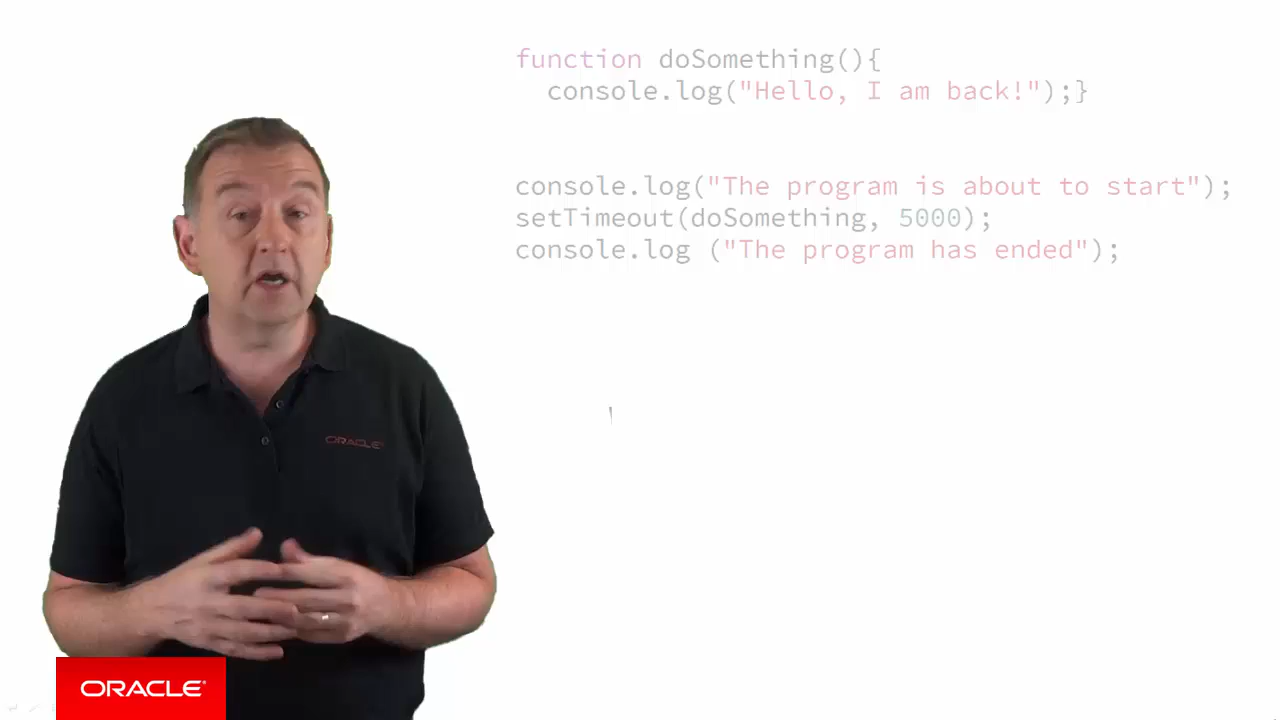 function doSomething(){
console.log("Hello, I am back!");}
console.log("The program is about to start");
setTimeout(doSomething, 5000);
console.log ("The program has ended");
ORACLE
ORACLE